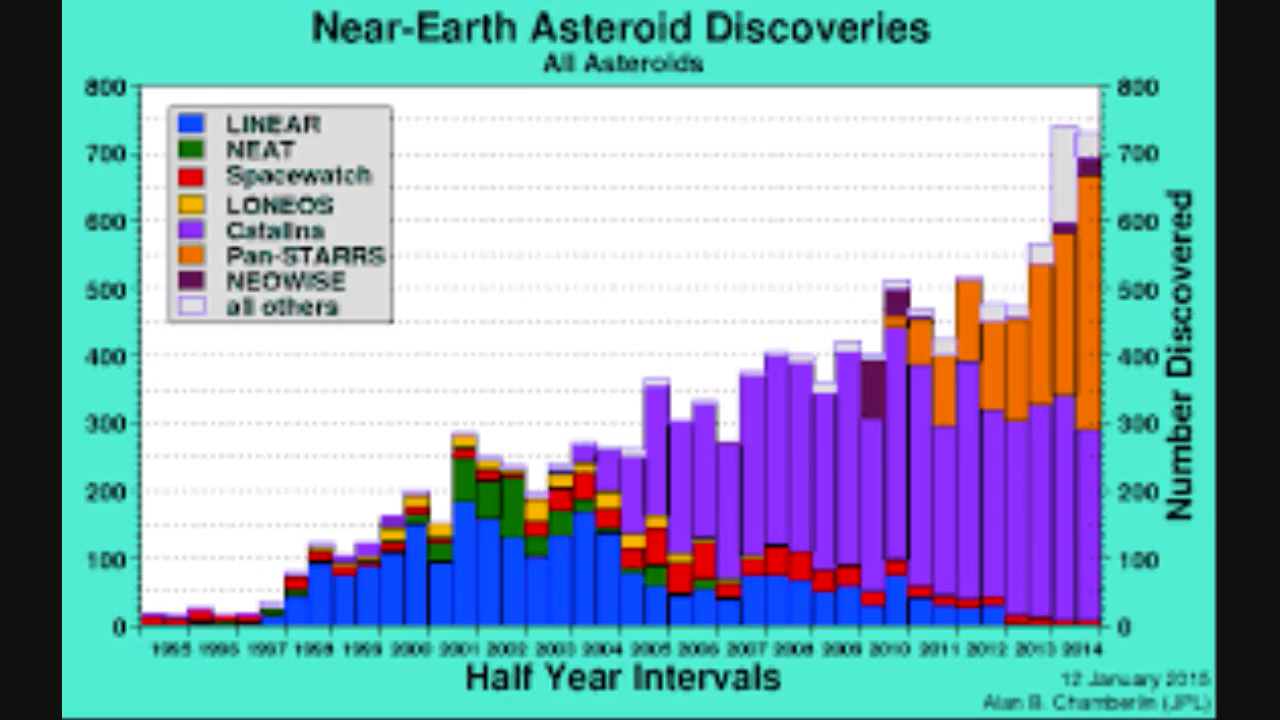 Near-Earth Asteroid Discoveries
All Asteroids
800
700
600
500
400
300
200
100
0
LINEAR
NEAT
Spacewatch
LONEOS
Catalina
Pan-STARRS
NEOWISE
all others
800
700
600
500
400
300
200
100
0
Number Discovered
1995 1996 1997 1998 1999 2000 2001 2002 2003 2004 2005 2006 2007 2008 2009 2010 2011 2012 2013 2014
Half Year Intervals
12 January 2015
Alan B. Chamberlin (JPL)